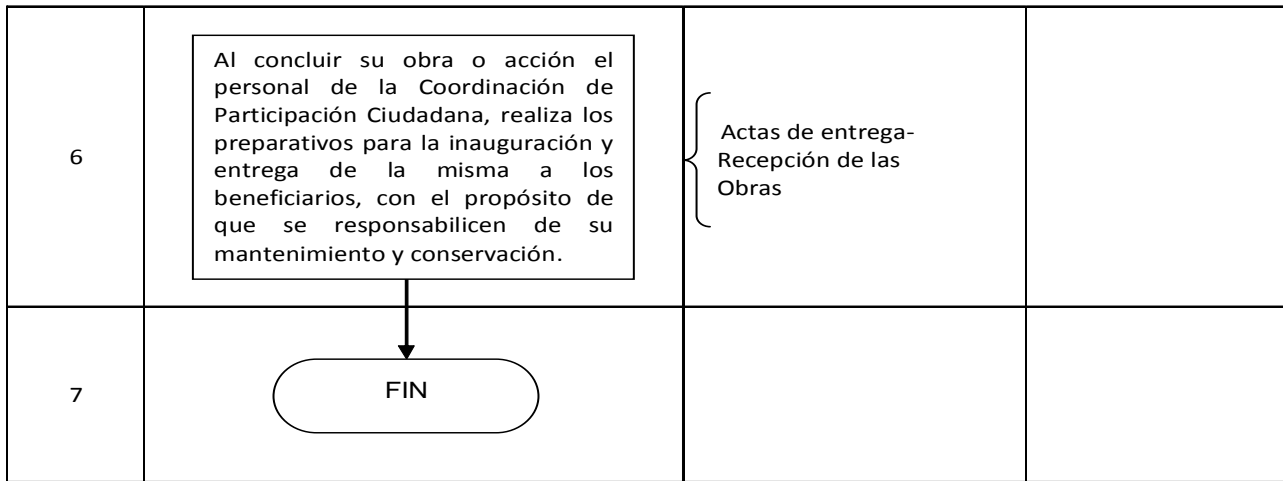 6
Al concluir su obra o acción el
personal de la Coordinación de
Participación Ciudadana, realiza los
preparativos para la inauguración y
entrega de la misma a los
beneficiarios, con el propósito de
que se responsabilicen de su
mantenimiento y conservación.
Actas de entrega-
Recepción de las
Obras
7
FIN